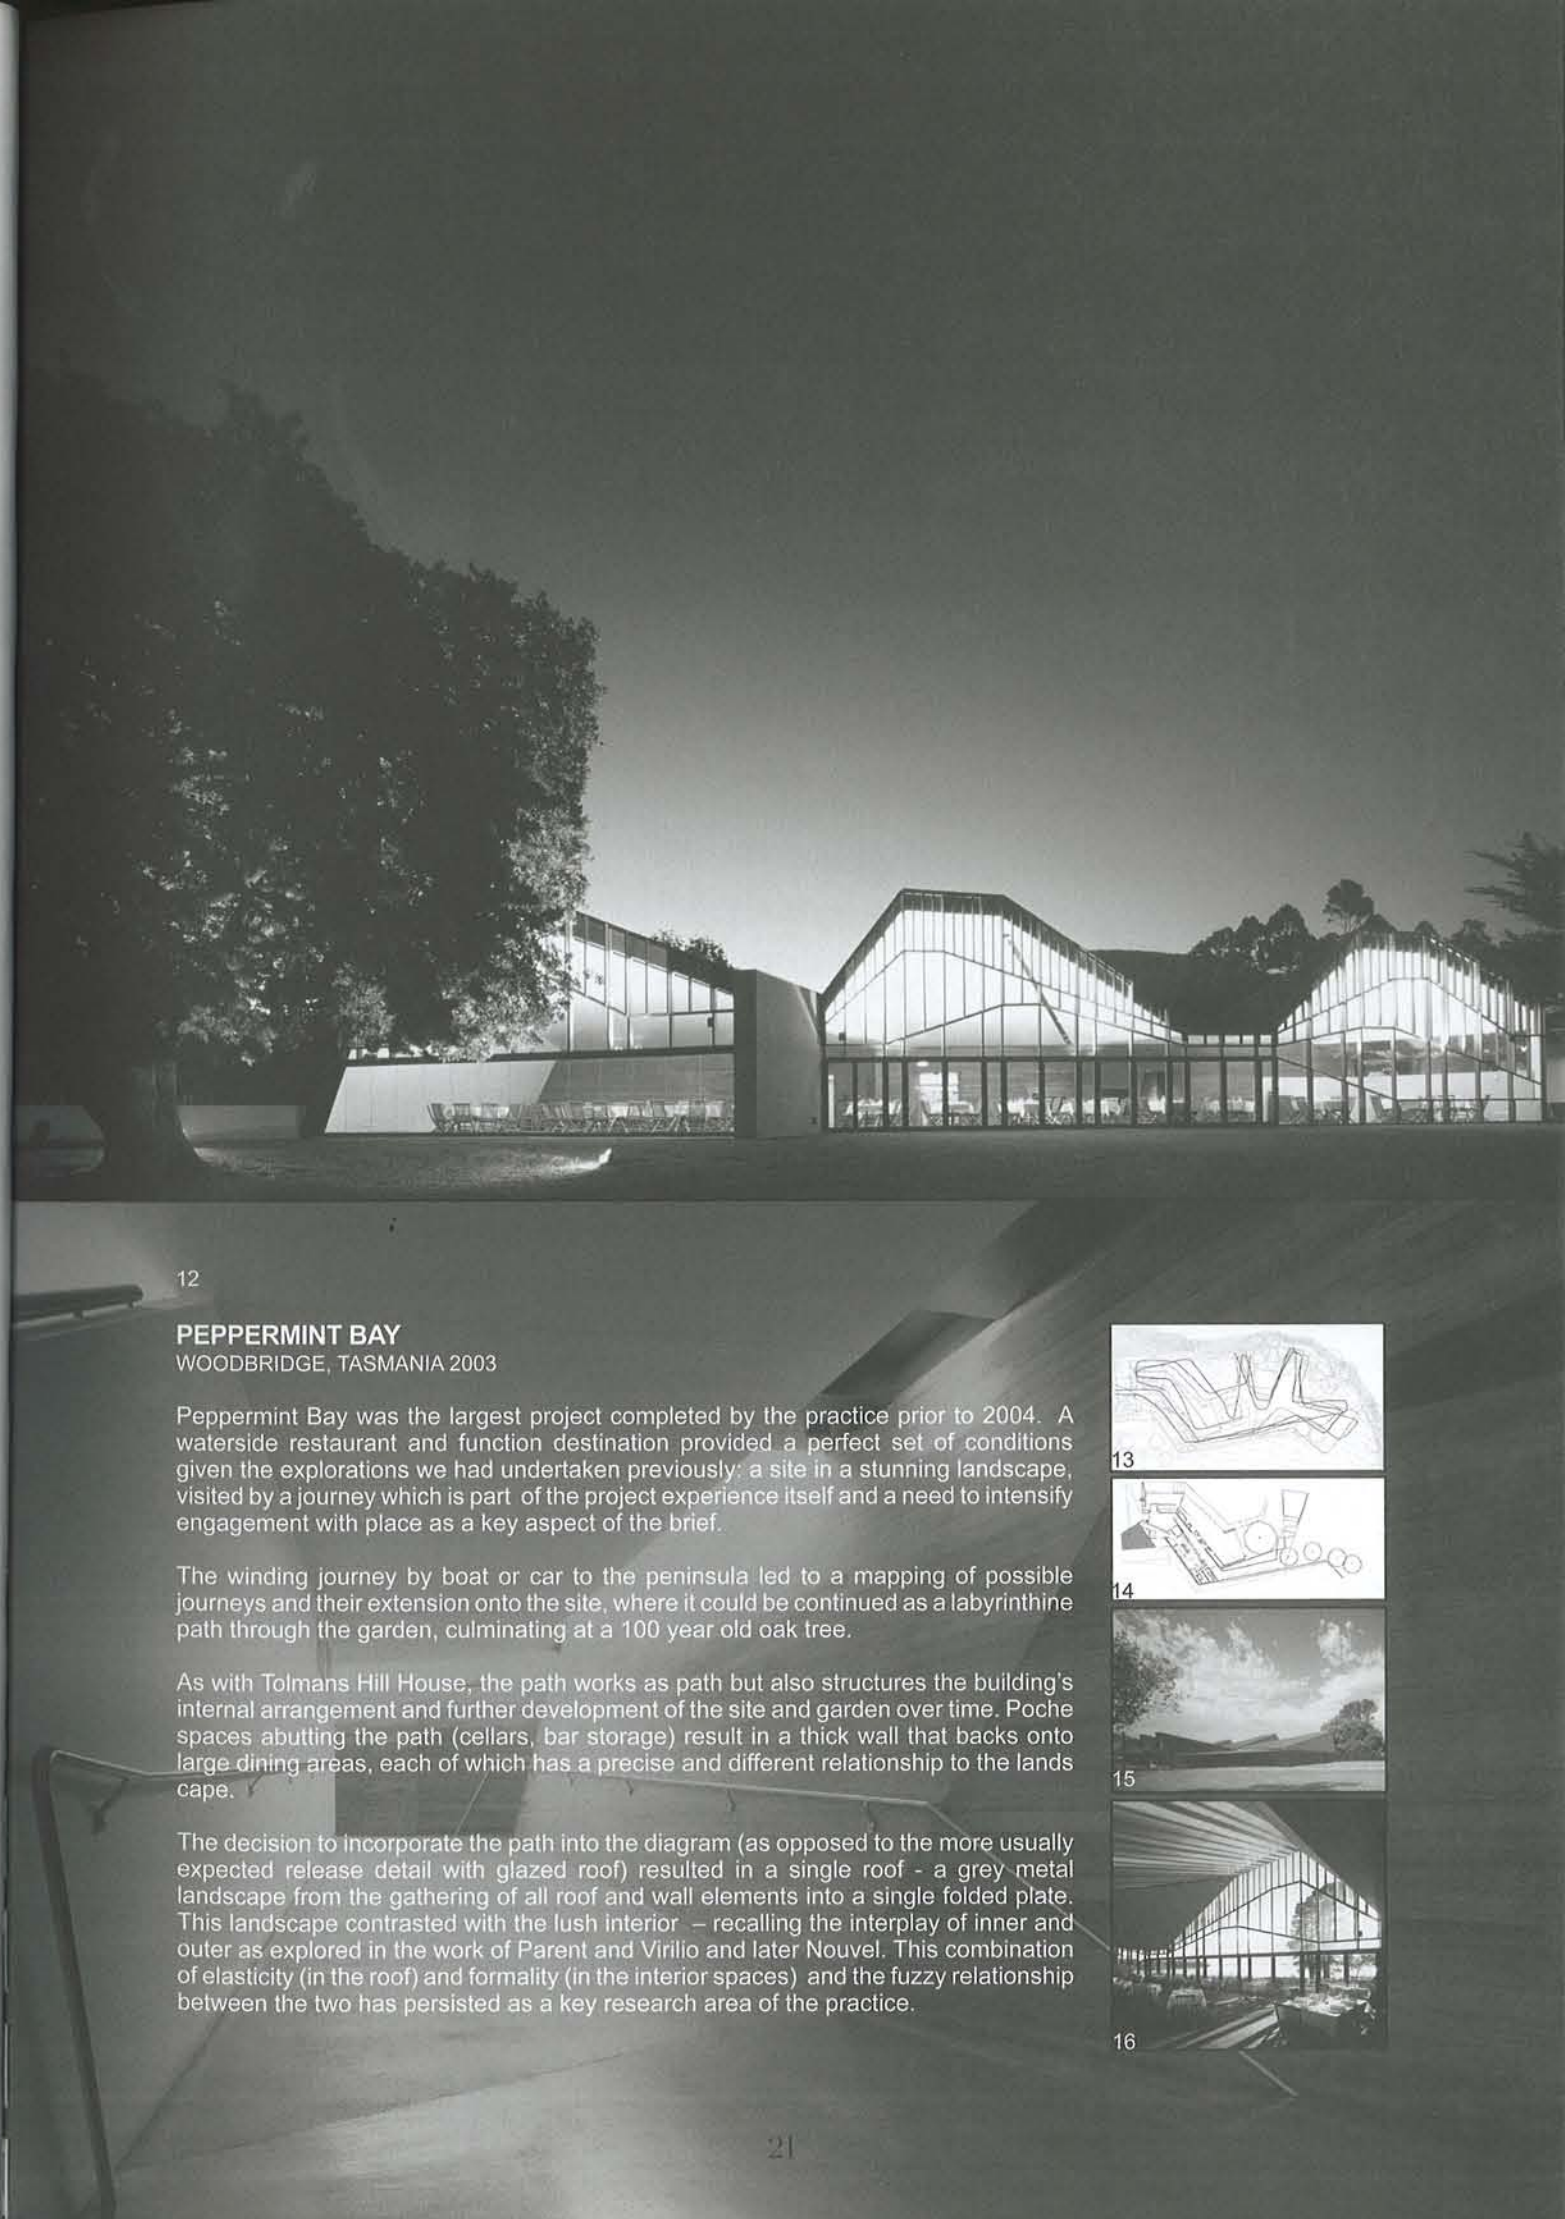 12
PEPPERMINT BAY
WOODBRIDGE, TASMANIA 2003
Peppermint Bay was the largest project completed by the practice prior to 2004. A
waterside restaurant and function destination provided a perfect set of conditions
given the explorations we had undertaken previously: a site in a stunning landscape,
visited by a journey which is part of the project experience itself and a need to intensify
engagement with place as a key aspect of the brief.
The winding journey by boat or car to the peninsula led to a mapping of possible
journeys and their extension onto the site, where it could be continued as a labyrinthine
path through the garden, culminating at a 100 year old oak tree.
As with Tolmans Hill House, the path works as path but also structures the building's
internal arrangement and further development of the site and garden over time. Poche
spaces abutting the path (cellars, bar storage) result in a thick wall that backs onto
large dining areas, each of which has a precise and different relationship to the lands
cape.
The decision to incorporate the path into the diagram (as opposed to the more usually
expected release detail with glazed roof) resulted in a single roof - a grey metal
landscape from the gathering of all roof and wall elements into a single folded plate.
This landscape contrasted with the lush interior – recalling the interplay of inner and
outer as explored in the work of Parent and Virilio and later Nouvel. This combination
of elasticity (in the roof) and formality (in the interior spaces) and the fuzzy relationship
between the two has persisted as a key research area of the practice.
13
14
15
16
21